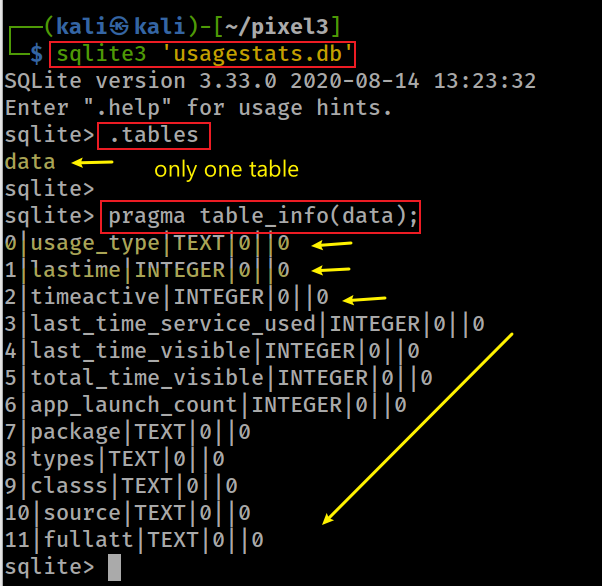 ┌──(kali㉿kali)-[~/pixel3]
└─$ sqlite3 'usagestats.db'
SQLite version 3.33.0 2020-08-14 13:23:32
Enter ".help" for usage hints.
sqlite> .tables
data
only one table
sqlite>
sqlite> pragma table_info(data);
0|usage_type|TEXT|0||0
1|lastime|INTEGER|0||0
2|timeactive|INTEGER|0||0
3|last_time_service_used|INTEGER|0||0
4|last_time_visible|INTEGER|0||0
5|total_time_visible|INTEGER|0||0
6|app_launch_count|INTEGER|0||0
7|package|TEXT|0||0
8|types|TEXT|0||0
9|classs|TEXT|0||0
10|source|TEXT|0||0
11|fullatt|TEXT|0||0
sqlite>